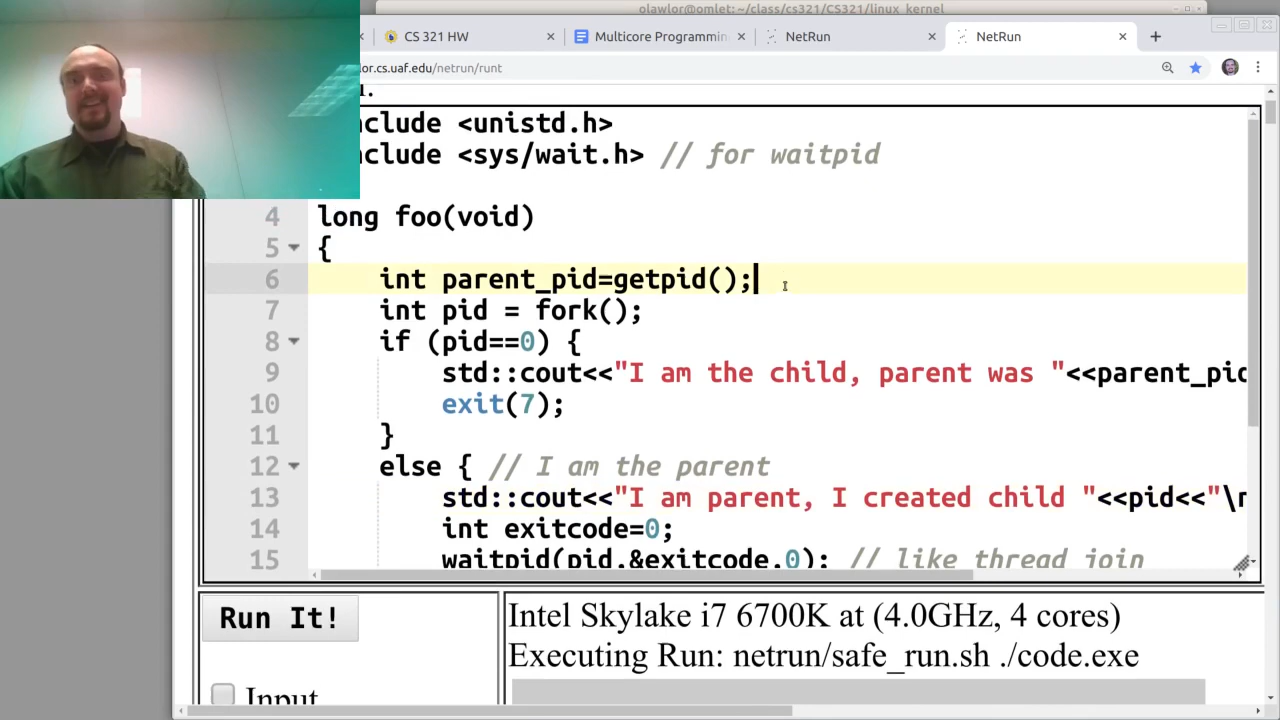 olawlor@omlet: ~/class/cs321/CS321/linux_kernel
CS 321 HW
Multicore Programmin
NetRun
NetRun
lor.cs.uaf.edu/netrun/runt
clude <unistd.h>
clude <sys/wait.h> // for waitpid
4 long foo(void)
5 {
6 int parent_pid=getpid();
7 int pid = fork();
8 if (pid==0) {
9 std::cout<<"I am the child, parent was "<<parent_pid
10 exit(7);
11 }
12 else { // I am the parent
13 std::cout<<"I am parent, I created child "<<pid<<"\n
14 int exitcode=0;
15 waitpid(pid,&exitcode,0); // like thread join
Run It!
Intel Skylake i7 6700K at (4.0GHz, 4 cores)
Executing Run: netrun/safe_run.sh ./code.exe
Input